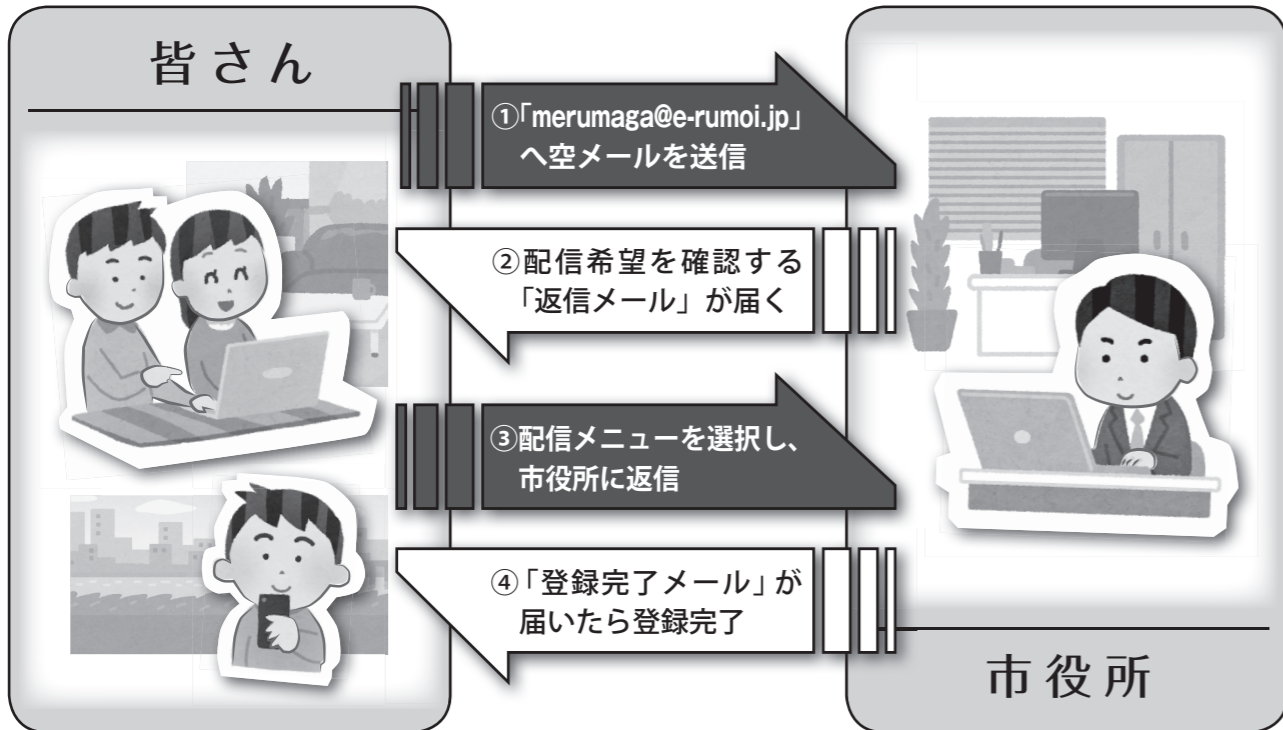 皆さん
①「merumaga@e-rumoi.jp」
へ空メールを送信
②配信希望を確認する
「返信メール」が届く
③配信メニューを選択し、
市役所に返信
④「登録完了メール」が
届いたら登録完了
市役所